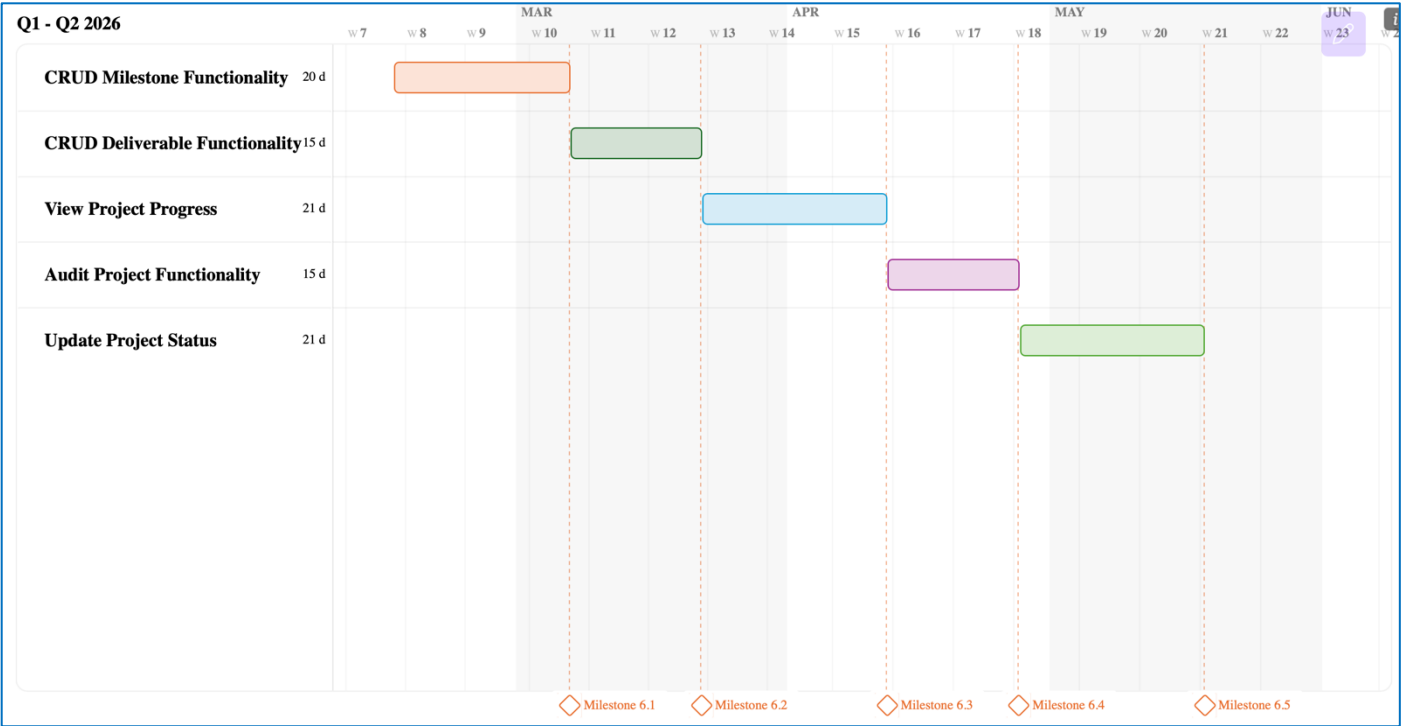 Q1 - Q2 2026
MAR APR MAY JUN
W 7 W 8 W 9 W 10 W 11 W 12 W 13 W 14 W 15 W 16 W 17 W 18 W 19 W 20 W 21 W 22 W 23
CRUD Milestone Functionality 20 d
CRUD Deliverable Functionality 15 d
View Project Progress 21 d
Audit Project Functionality 15 d
Update Project Status 21 d
Milestone 6.1 Milestone 6.2 Milestone 6.3 Milestone 6.4 Milestone 6.5